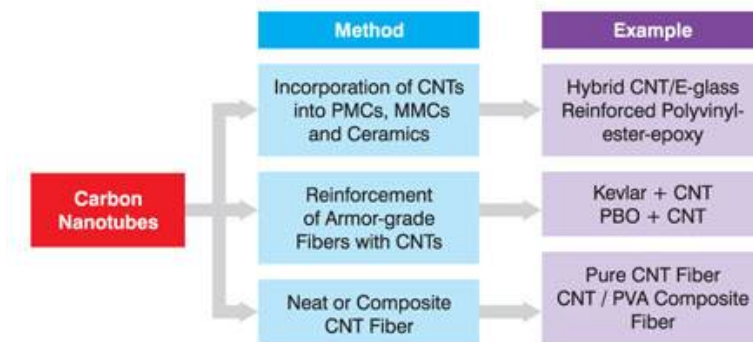 Method
Example
Incorporation of CNTs
into PMCs, MMCs
and Ceramics
Hybrid CNT/E-glass
Reinforced Polyvinyl-
ester-epoxy
Carbon
Nanotubes
Reinforcement
of Armor-grade
Fibers with CNTs
Kevlar + CNT
PBO + CNT
Neat or Composite
CNT Fiber
Pure CNT Fiber
CNT / PVA Composite
Fiber